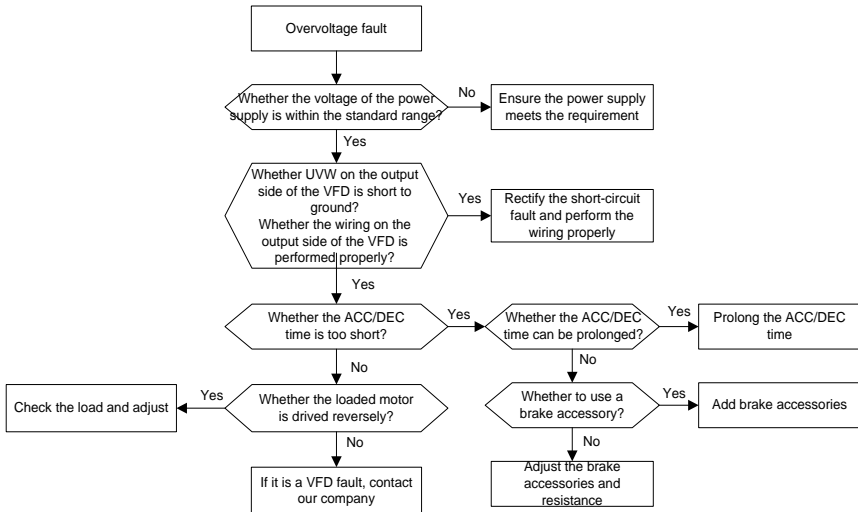 Overvoltage fault
Whether the voltage of the power
supply is within the standard range?
No
Ensure the power supply
meets the requirement
Yes
Whether UVW on the output
side of the VFD is short to
ground?
Whether the wiring on the
output side of the VFD is
performed properly?
Yes
Rectify the short-circuit
fault and perform the
wiring properly
Yes
Whether the ACC/DEC
time is too short?
Yes
Whether the ACC/DEC
time can be prolonged?
Yes
Prolong the ACC/DEC
time
No
No
Check the load and adjust
Yes
Whether the loaded motor
is drived reversely?
Whether to use a
brake accessory?
Yes
Add brake accessories
No
No
If it is a VFD fault, contact
our company
Adjust the brake
accessories and
resistance